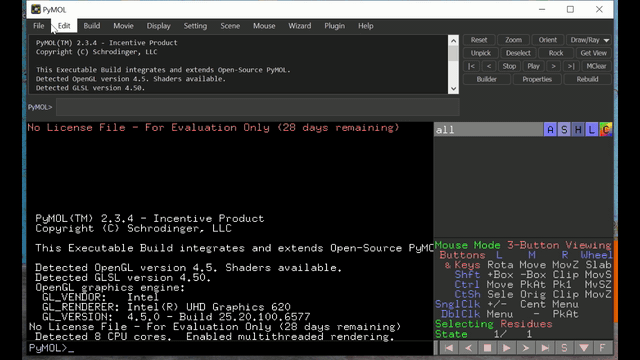 PyMOL
File Edit Build Movie Display Setting Scene Mouse Wizard Plugin Help
PyMOL(TM) 2.3.4 - Incentive Product
Copyright (C) Schrodinger, LLC
This Executable Build integrates and extends Open-Source PyMOL.
Detected OpenGL version 4.5. Shaders available.
Detected GLSL version 4.50.
Reset Zoom Orient Draw/Ray
Unpick Deselect Rock Get View
|< < Stop Play > >| MClear
Builder Properties Rebuild
PyMOL>
No License File - For Evaluation Only (28 days remaining)
PyMOL(TM) 2.3.4 - Incentive Product
Copyright (C) Schrodinger, LLC
This Executable Build integrates and extends Open-Source PyMO
Detected OpenGL version 4.5. Shaders available.
Detected GLSL version 4.50.
OpenGL graphics engine:
GL_VENDOR: Intel
GL_RENDERER: Intel(R) UHD Graphics 620
GL_VERSION: 4.5.0 - Build 25.20.100.6577
No License File - For Evaluation Only (28 days remaining)
Detected 8 CPU cores. Enabled multithreaded rendering.
PyMOL>_
all A S H L C
Mouse Mode 3-Button Viewing
Buttons L M R Wheel
& Keys Rota Move MovZ Slab
Shft +Box -Box Clip MovS
Ctrl Move PkAt Pk1 MvSZ
CtSh Sele Orig Clip MovZ
SnglClk +/- Cent Menu
DblClk Menu - PkAt
Selecting Residues
State 1/ 1
S F